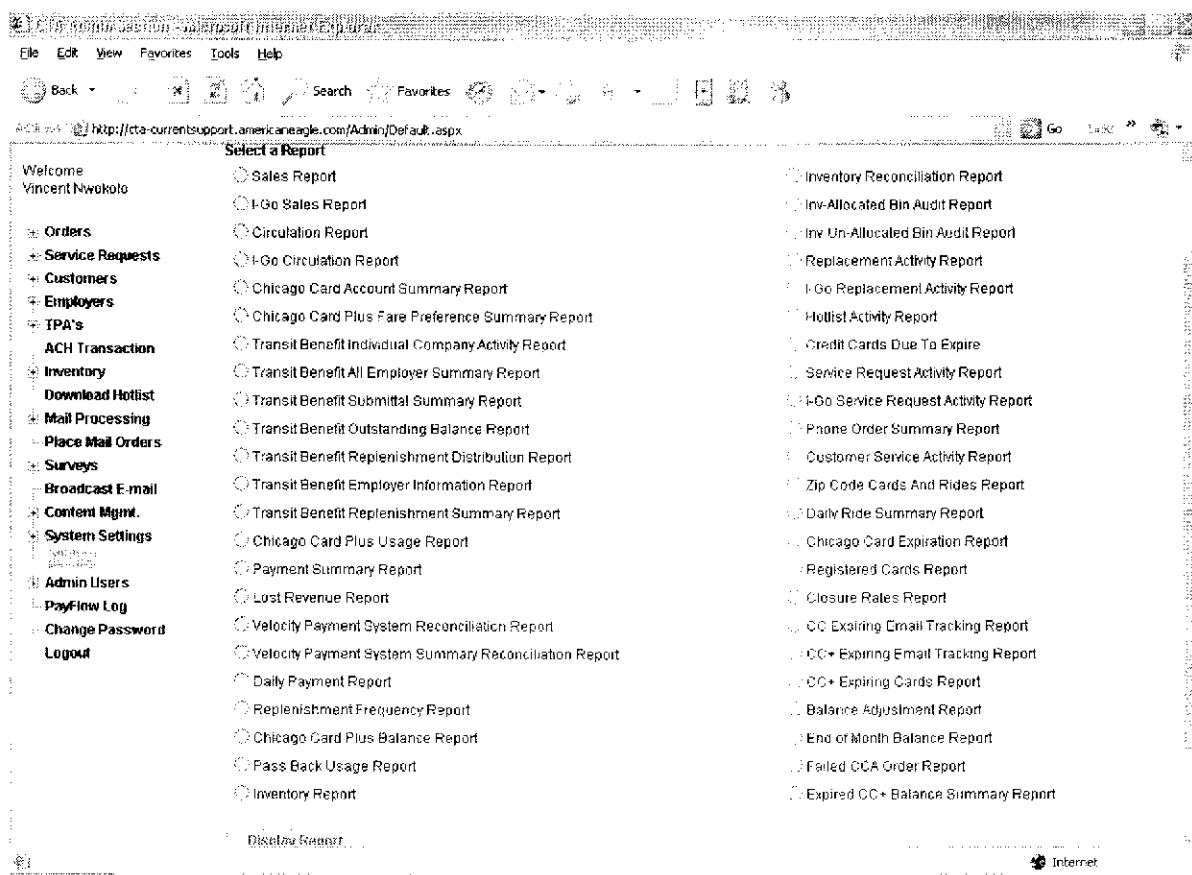 File Edit View Favorites Tools Help
Back Search Favorites
http://cta-currentsupport.americaneagle.com/Admin/Default.aspx Go »
Welcome
Vincent Nwokolo
Orders
Service Requests
Customers
Employers
TPA's
ACH Transaction
Inventory
Download Hotlist
Mail Processing
Place Mail Orders
Surveys
Broadcast E-mail
Content Mgmt.
System Settings
Admin Users
PayFlow Log
Change Password
Logout
Select a Report
Sales Report
I-Go Sales Report
Circulation Report
I-Go Circulation Report
Chicago Card Account Summary Report
Chicago Card Plus Fare Preference Summary Report
Transit Benefit Individual Company Activity Report
Transit Benefit All Employer Summary Report
Transit Benefit Submittal Summary Report
Transit Benefit Outstanding Balance Report
Transit Benefit Replenishment Distribution Report
Transit Benefit Employer Information Report
Transit Benefit Replenishment Summary Report
Chicago Card Plus Usage Report
Payment Summary Report
Lost Revenue Report
Velocity Payment System Reconciliation Report
Velocity Payment System Summary Reconciliation Report
Daily Payment Report
Replenishment Frequency Report
Chicago Card Plus Balance Report
Pass Back Usage Report
Inventory Report
Inventory Reconciliation Report
Inv-Allocated Bin Audit Report
Inv Un-Allocated Bin Audit Report
Replacement Activity Report
I-Go Replacement Activity Report
Hotlist Activity Report
Credit Cards Due To Expire
Service Request Activity Report
I-Go Service Request Activity Report
Phone Order Summary Report
Customer Service Activity Report
Zip Code Cards And Rides Report
Daily Ride Summary Report
Chicago Card Expiration Report
Registered Cards Report
Closure Rates Report
CC Expiring Email Tracking Report
CC+ Expiring Email Tracking Report
CC+ Expiring Cards Report
Balance Adjustment Report
End of Month Balance Report
Failed CCA Order Report
Expired CC+ Balance Summary Report
Display Report
Internet